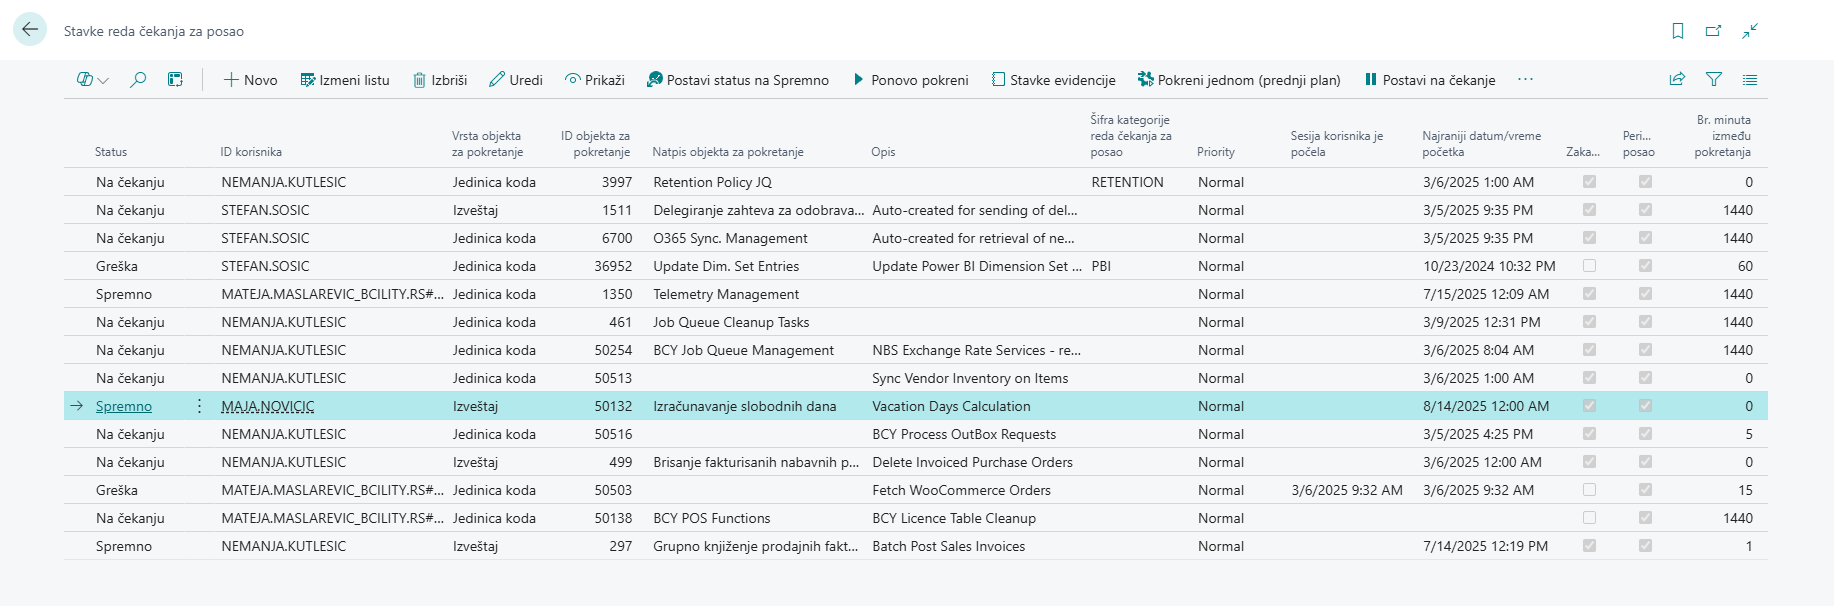 Stavke reda čekanja za posao
Novo Izmeni listu Izbriši Uredi Prikaži Postavi status na Spremno Ponovo pokreni Stavke evidencije Pokreni jednom (prednji plan) Postavi na čekanje ...
Status ID korisnika Vrsta objekta za pokretanje ID objekta za pokretanje Natpis objekta za pokretanje Opis Šifra kategorije reda čekanja za posao Priority Sesija korisnika je počela Najraniji datum/vreme početka Zaka... Peri... posao Br. minuta između pokretanja
Na čekanju NEMANJA.KUTLESIC Jedinica koda 3997 Retention Policy JQ RETENTION Normal 3/6/2025 1:00 AM 0
Na čekanju STEFAN.SOSIC Izveštaj 1511 Delegiranje zahteva za odobrava... Auto-created for sending of del... Normal 3/5/2025 9:35 PM 1440
Na čekanju STEFAN.SOSIC Jedinica koda 6700 O365 Sync. Management Auto-created for retrieval of ne... Normal 3/5/2025 9:35 PM 1440
Greška STEFAN.SOSIC Jedinica koda 36952 Update Dim. Set Entries Update Power BI Dimension Set ... PBI Normal 10/23/2024 10:32 PM 60
Spremno MATEJA.MASLAREVIC_BCILITY.RS#... Jedinica koda 1350 Telemetry Management Normal 7/15/2025 12:09 AM 1440
Na čekanju NEMANJA.KUTLESIC Jedinica koda 461 Job Queue Cleanup Tasks Normal 3/9/2025 12:31 PM 1440
Na čekanju NEMANJA.KUTLESIC Jedinica koda 50254 BCY Job Queue Management NBS Exchange Rate Services - re... Normal 3/6/2025 8:04 AM 1440
Na čekanju NEMANJA.KUTLESIC Jedinica koda 50513 Sync Vendor Inventory on Items Normal 3/6/2025 1:00 AM 0
Spremno MAJA.NOVICIC Izveštaj 50132 Izračunavanje slobodnih dana Vacation Days Calculation Normal 8/14/2025 12:00 AM 0
Na čekanju NEMANJA.KUTLESIC Jedinica koda 50516 BCY Process OutBox Requests Normal 3/5/2025 4:25 PM 5
Na čekanju NEMANJA.KUTLESIC Izveštaj 499 Brisanje fakturisanih nabavnih p... Delete Invoiced Purchase Orders Normal 3/6/2025 12:00 AM 0
Greška MATEJA.MASLAREVIC_BCILITY.RS#... Jedinica koda 50503 Fetch WooCommerce Orders Normal 3/6/2025 9:32 AM 3/6/2025 9:32 AM 15
Na čekanju MATEJA.MASLAREVIC_BCILITY.RS#... Jedinica koda 50138 BCY POS Functions BCY Licence Table Cleanup Normal 1440
Spremno NEMANJA.KUTLESIC Izveštaj 297 Grupno knjiženje prodajnih fakt... Batch Post Sales Invoices Normal 7/14/2025 12:19 PM 1